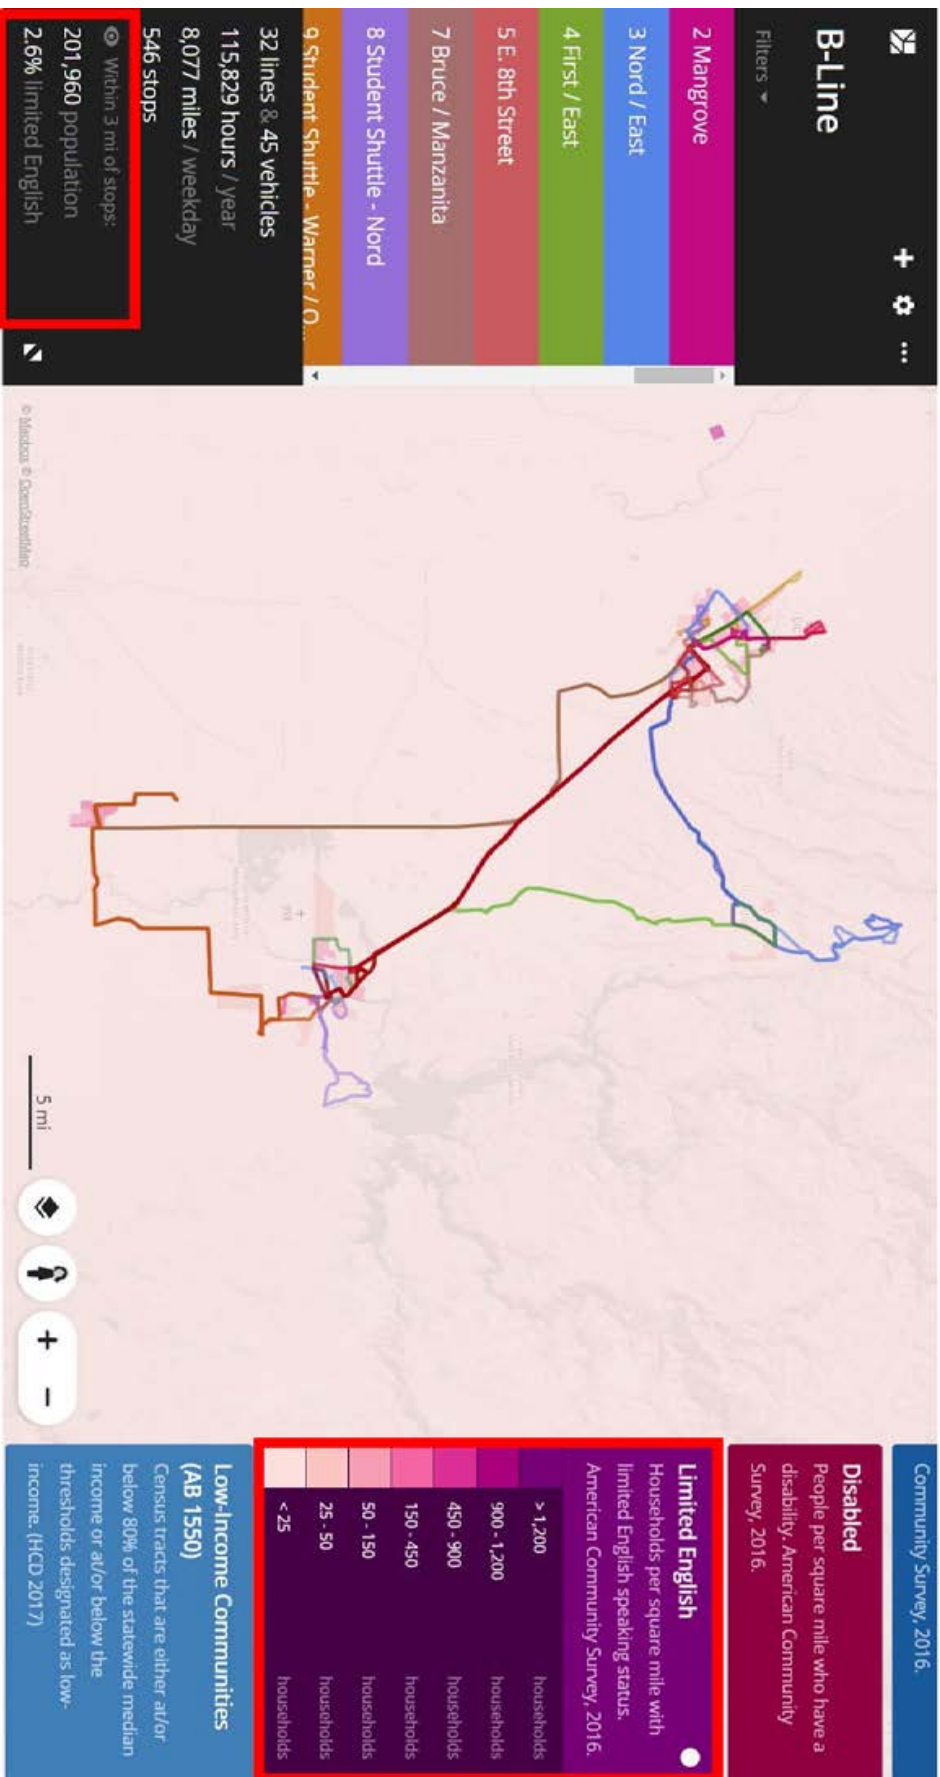 B-Line
Filters
2 Mangrove
3 Nord / East
4 First / East
5 E. 8th Street
7 Bruce / Manzanita
8 Student Shuttle - Nord
9 Student Shuttle - Warner / O...
32 lines & 45 vehicles
115,829 hours / year
8,077 miles / weekday
546 stops
Within 3 mi of stops:
201,960 population
2.6% limited English
© Mapbox © OpenStreetMap
5 mi
Community Survey, 2016.
Disabled
People per square mile who have a
disability. American Community
Survey, 2016.
Limited English
Households per square mile with
limited English speaking status.
American Community Survey, 2016.
> 1,200 households
900 - 1,200 households
450 - 900 households
150 - 450 households
50 - 150 households
25 - 50 households
< 25 households
Low-Income Communities
(AB 1550)
Census tracts that are either at/or
below 80% of the statewide median
income or at/or below the
thresholds designated as low-
income. (HCD 2017)